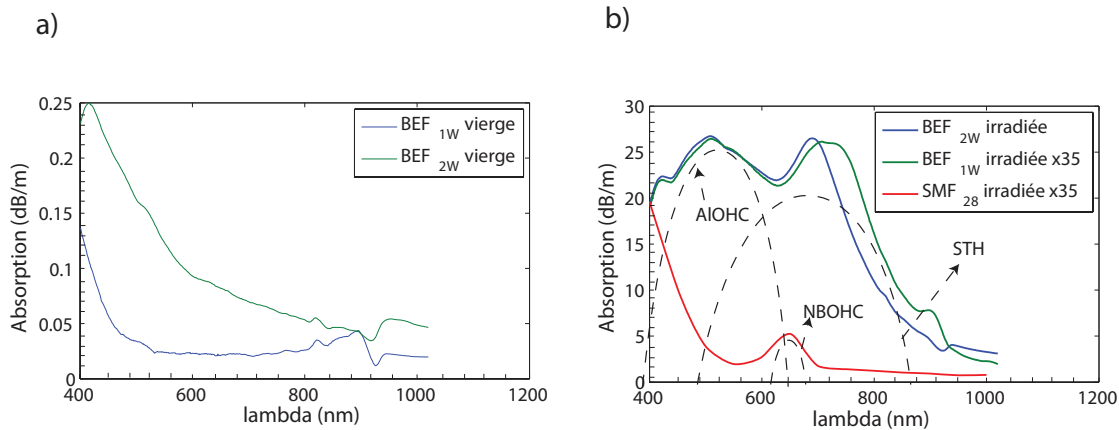 a)
0.25
0.2
0.15
0.1
0.05
0
Absorption (dB/m)
400 600 800 1000 1200
lambda (nm)
BEF 1W vierge
BEF 2W vierge
b)
30
25
20
15
10
5
0
Absorption (dB/m)
400 600 800 1000 1200
lambda (nm)
BEF 2W irradiée
BEF 1W irradiée x35
SMF 28 irradiée x35
AlOHC
NBOHC
STH